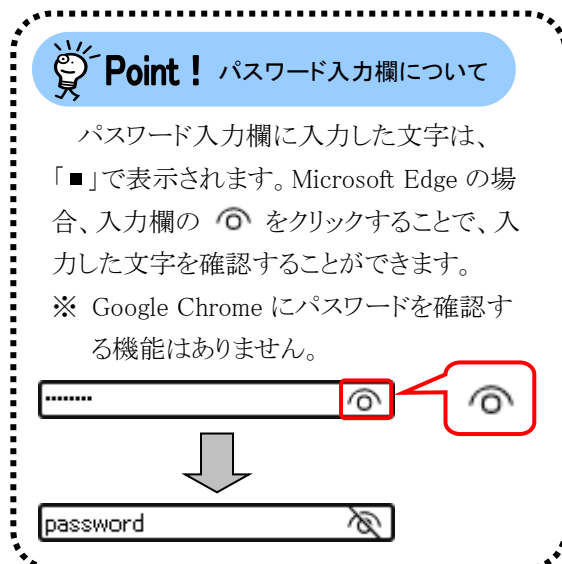 Point！ パスワード入力欄について
パスワード入力欄に入力した文字は、
「■」で表示されます。Microsoft Edge の場
合、入力欄の をクリックすることで、入
力した文字を確認することができます。
※ Google Chrome にパスワードを確認す
る機能はありません。
........
password